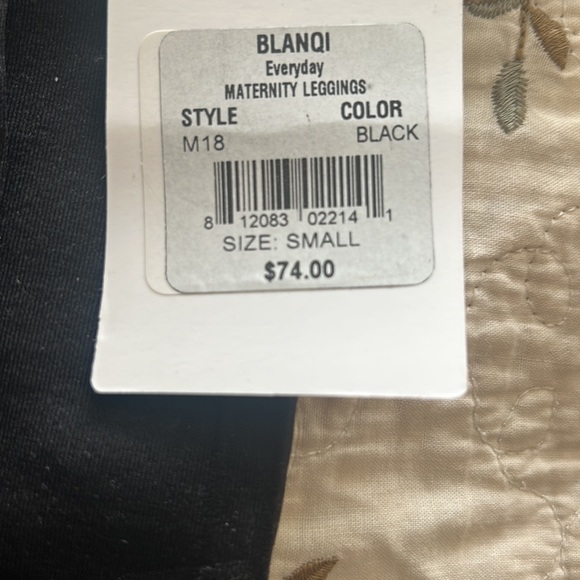 BLANQI
Everyday
MATERNITY LEGGINGS
STYLE COLOR
M18 BLACK
8 12083 02214 1
SIZE: SMALL
$74.00